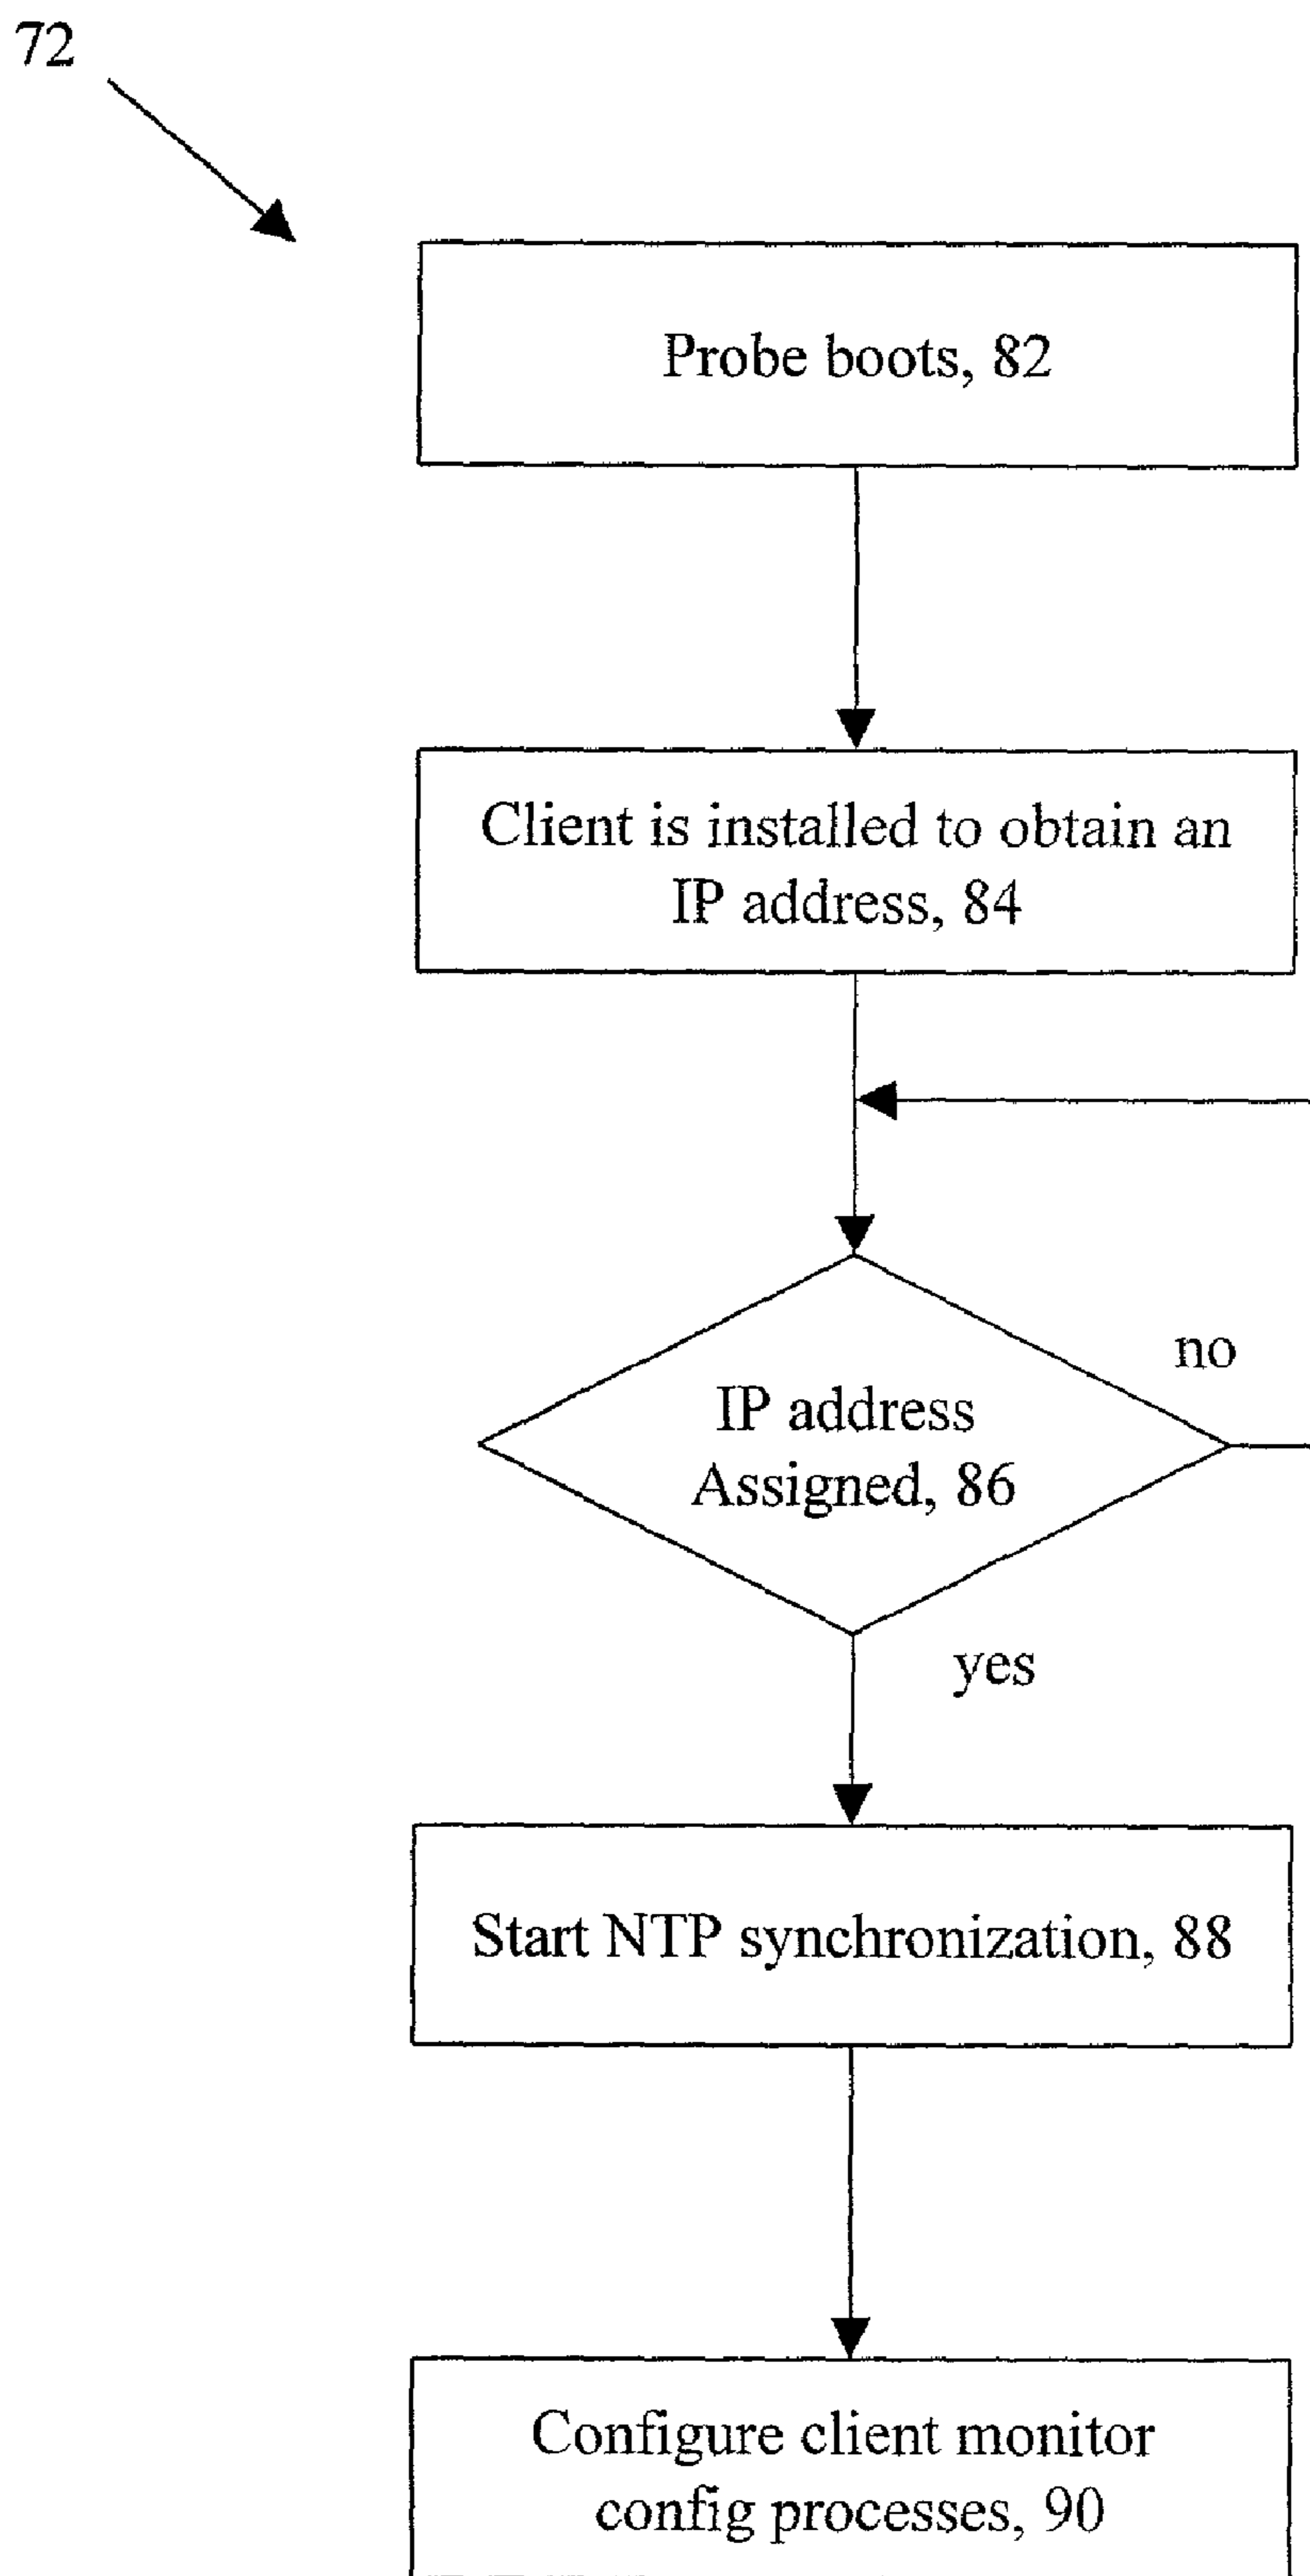 72
Probe boots, 82
Client is installed to obtain an
IP address, 84
no
IP address
Assigned, 86
yes
Start NTP synchronization, 88
Configure client monitor
config processes, 90